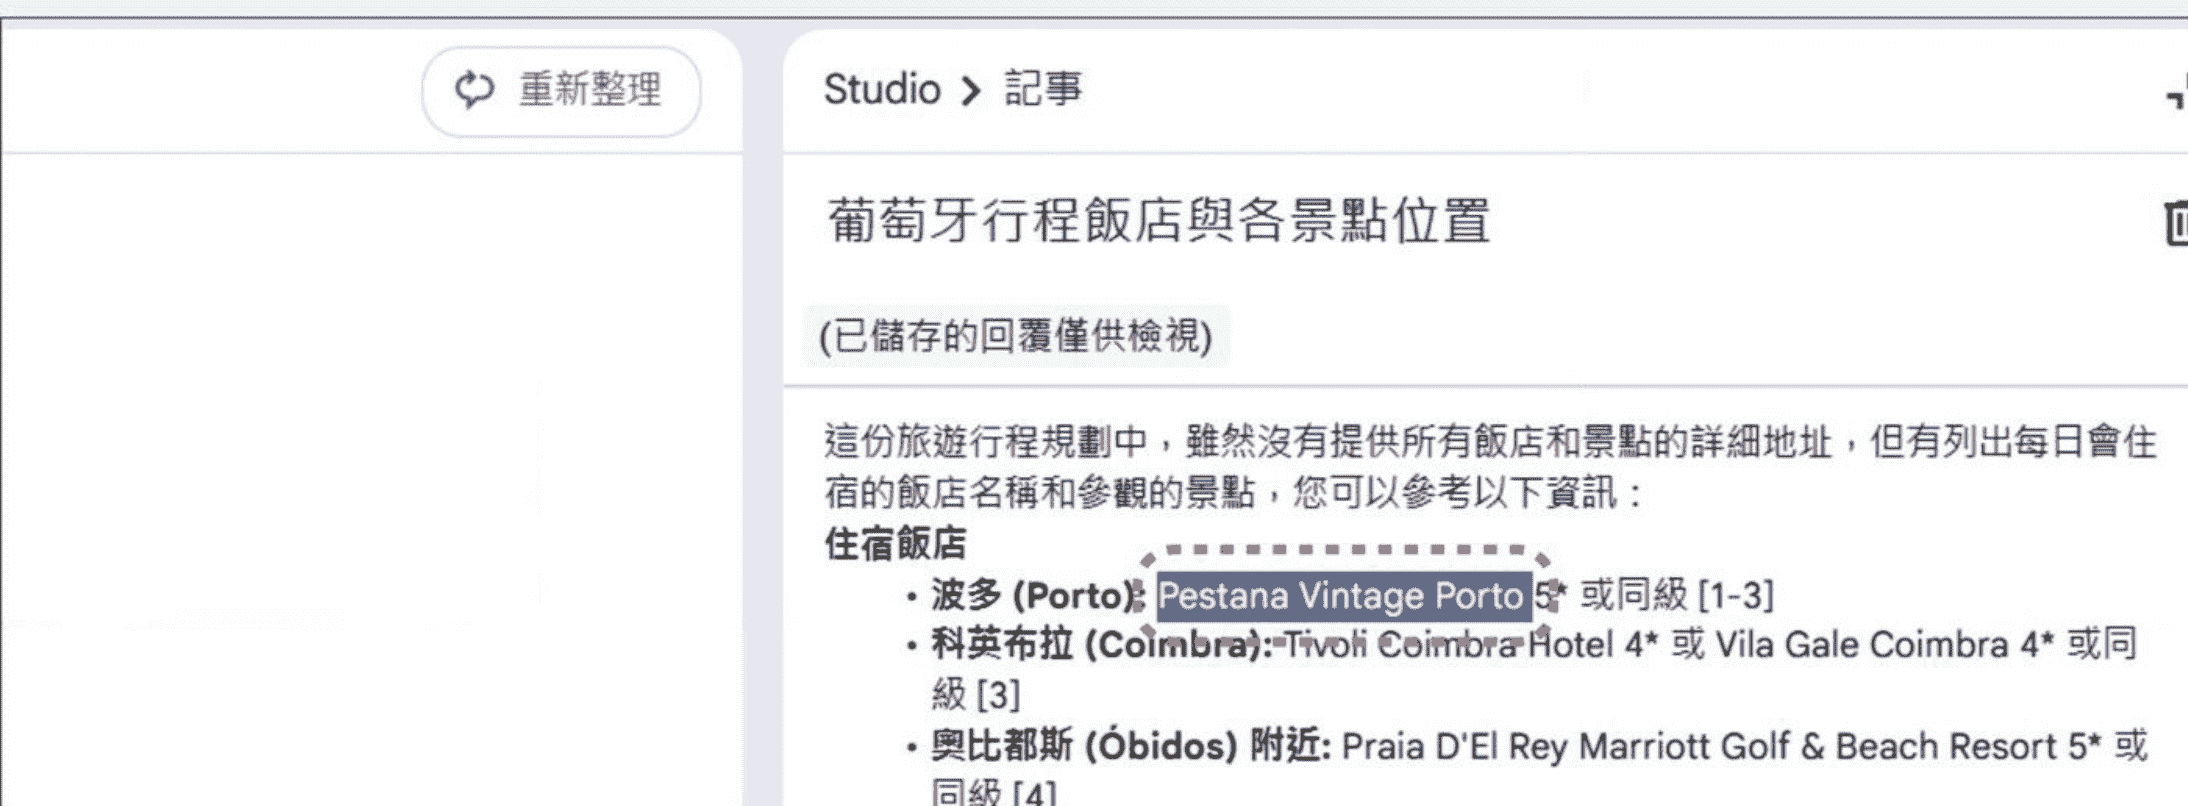 重新整理
Studio > 記事
葡萄牙行程飯店與各景點位置
(已儲存的回覆僅供檢視)
這份旅遊行程規劃中，雖然沒有提供所有飯店和景點的詳細地址，但有列出每日會住
宿的飯店名稱和參觀的景點，您可以參考以下資訊：
住宿飯店
• 波多 (Porto): Pestana Vintage Porto 5* 或同級 [1-3]
• 科英布拉 (Coimbra): Tivoli Coimbra Hotel 4* 或 Vila Gale Coimbra 4* 或同
級 [3]
• 奧比都斯 (Óbidos) 附近: Praia D'El Rey Marriott Golf & Beach Resort 5* 或
同級 [4]